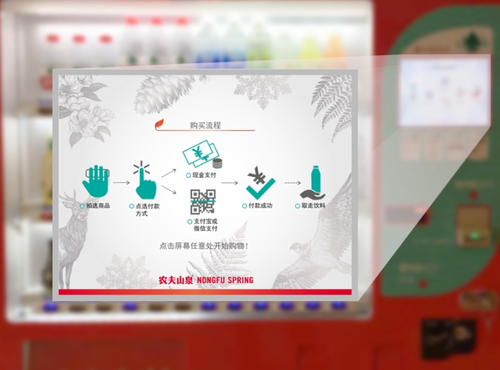 购买流程
现金支付
挑选商品
点选付款
方式
支付宝或
微信支付
付款成功
取走饮料
点击屏幕任意处开始购物!
农夫山泉 NONGFU SPRING